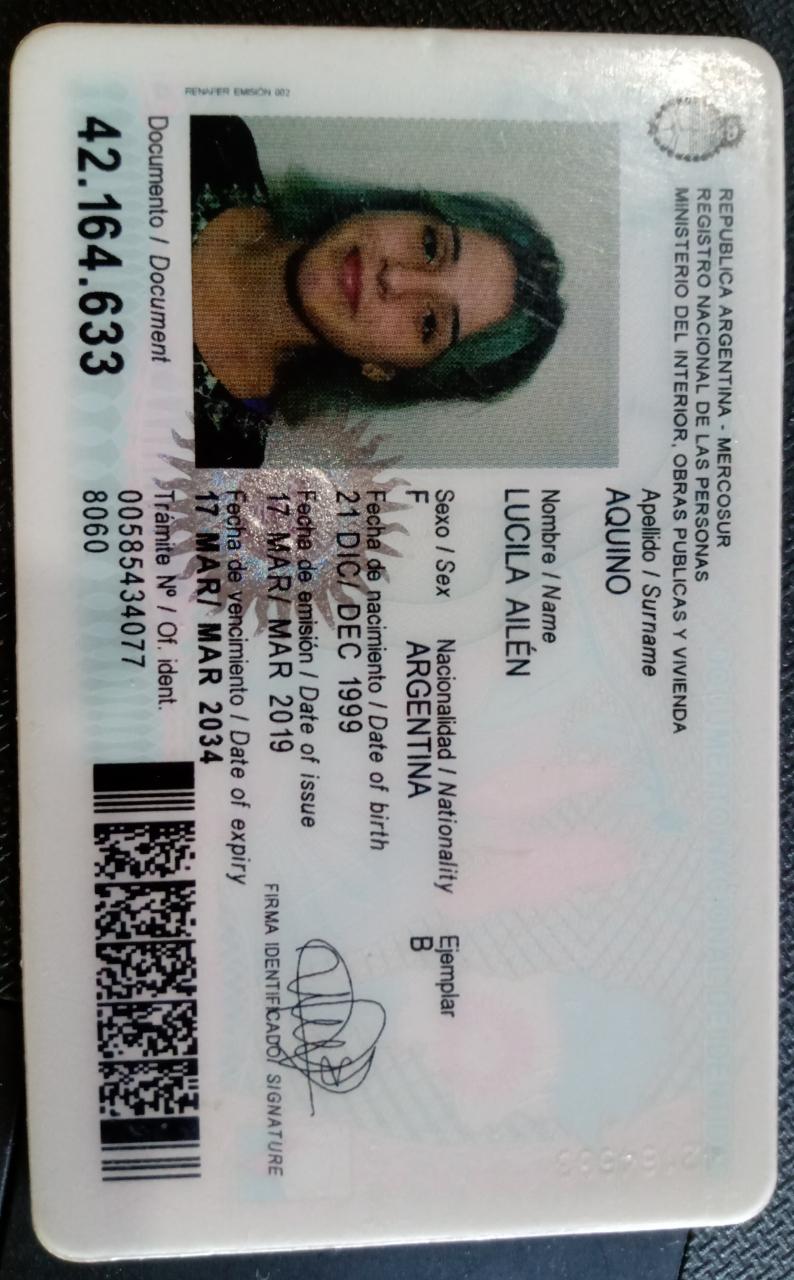 REPUBLICA ARGENTINA - MERCOSUR
REGISTRO NACIONAL DE LAS PERSONAS
MINISTERIO DEL INTERIOR, OBRAS PUBLICAS Y VIVIENDA
RENAPER EMISIÓN 002
Apellido / Surname
AQUINO
Nombre / Name
LUCILA AILÉN
Sexo / Sex Nacionalidad / Nationality Ejemplar
F ARGENTINA B
Fecha de nacimiento / Date of birth
21 DIC/ DEC 1999
Fecha de emisión / Date of issue
17 MAR/ MAR 2019
Fecha de vencimiento / Date of expiry
17 MAR/ MAR 2034
FIRMA IDENTIFICADO/ SIGNATURE
Documento / Document
42.164.633
Trámite Nº / Of. ident.
00585434077
8060